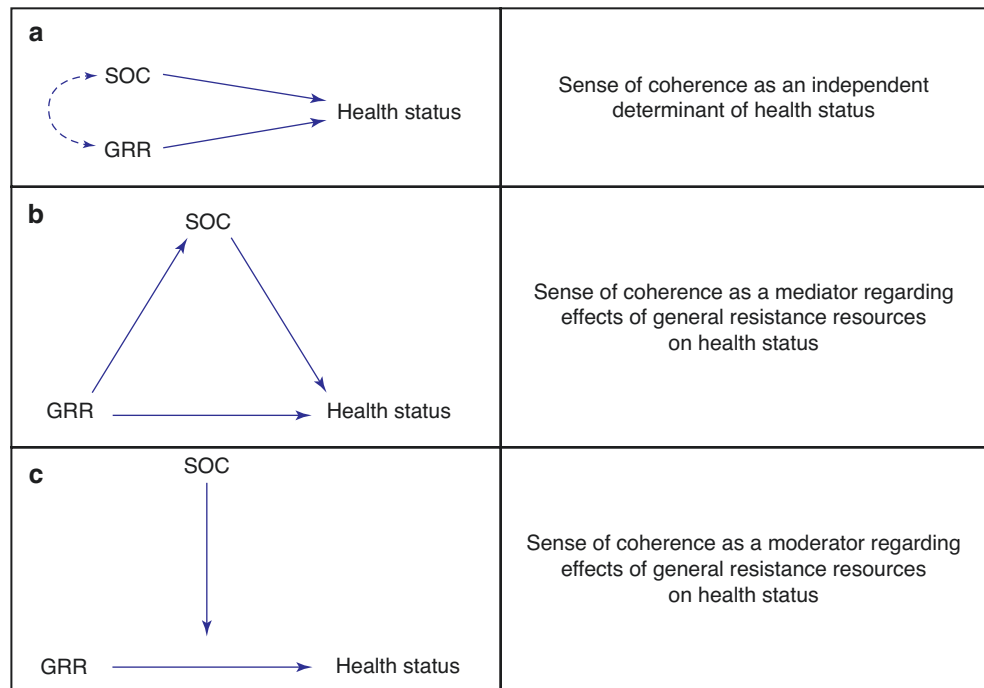 a
SOC
GRR
Health status
Sense of coherence as an independent
determinant of health status
b
SOC
GRR
Health status
Sense of coherence as a mediator regarding
effects of general resistance resources
on health status
c
SOC
GRR
Health status
Sense of coherence as a moderator regarding
effects of general resistance resources
on health status